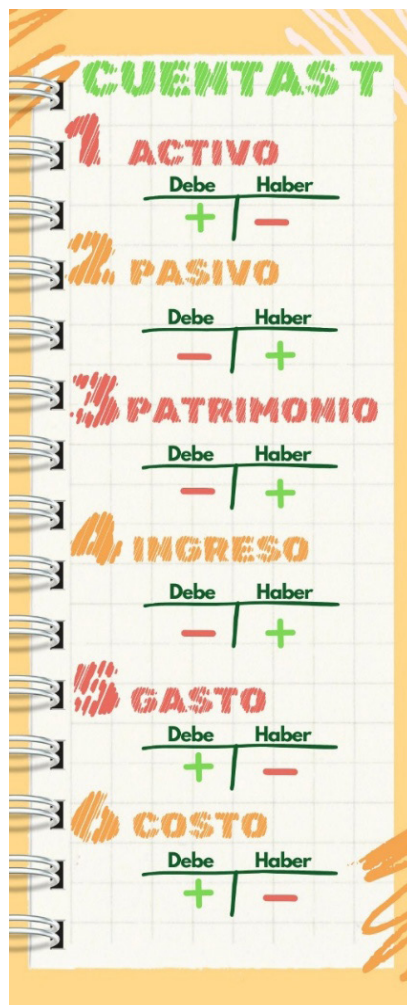 CUENTAS T
1 ACTIVO
Debe Haber
+ −
2 PASIVO
Debe Haber
− +
3 PATRIMONIO
Debe Haber
− +
4 INGRESO
Debe Haber
− +
5 GASTO
Debe Haber
+ −
6 COSTO
Debe Haber
+ −